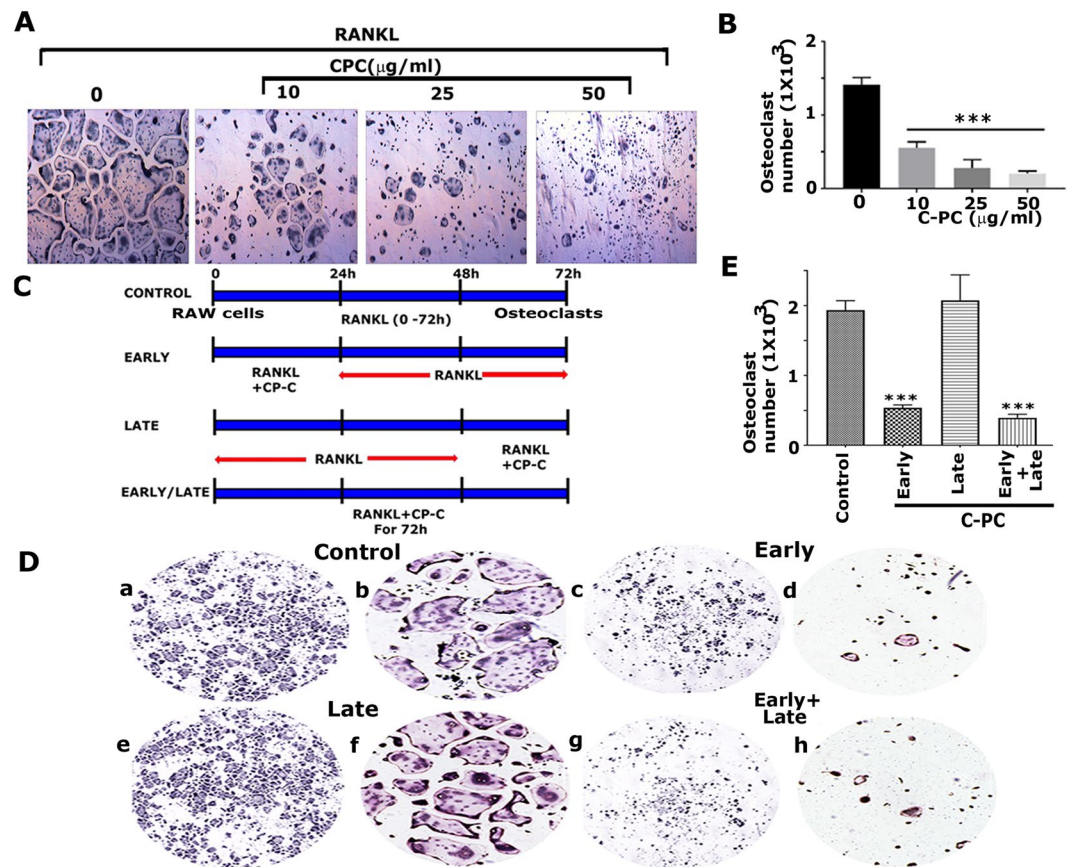 A
RANKL
CPC(µg/ml)
0 10 25 50
B
Osteoclast
number (1X10³)
2
1
0
***
0 10 25 50
C-PC (µg/ml)
C
0 24h 48h 72h
CONTROL
RAW cells RANKL (0 -72h) Osteoclasts
EARLY
RANKL
+CP-C
RANKL
LATE
RANKL
RANKL
+CP-C
EARLY/LATE
RANKL+CP-C
For 72h
E
Osteoclast
number (1X10³)
2
1
0
*** ***
Control
Early
Late
Early
+
Late
C-PC
D
Control Early
a b c d
Late Early+
Late
e f g h